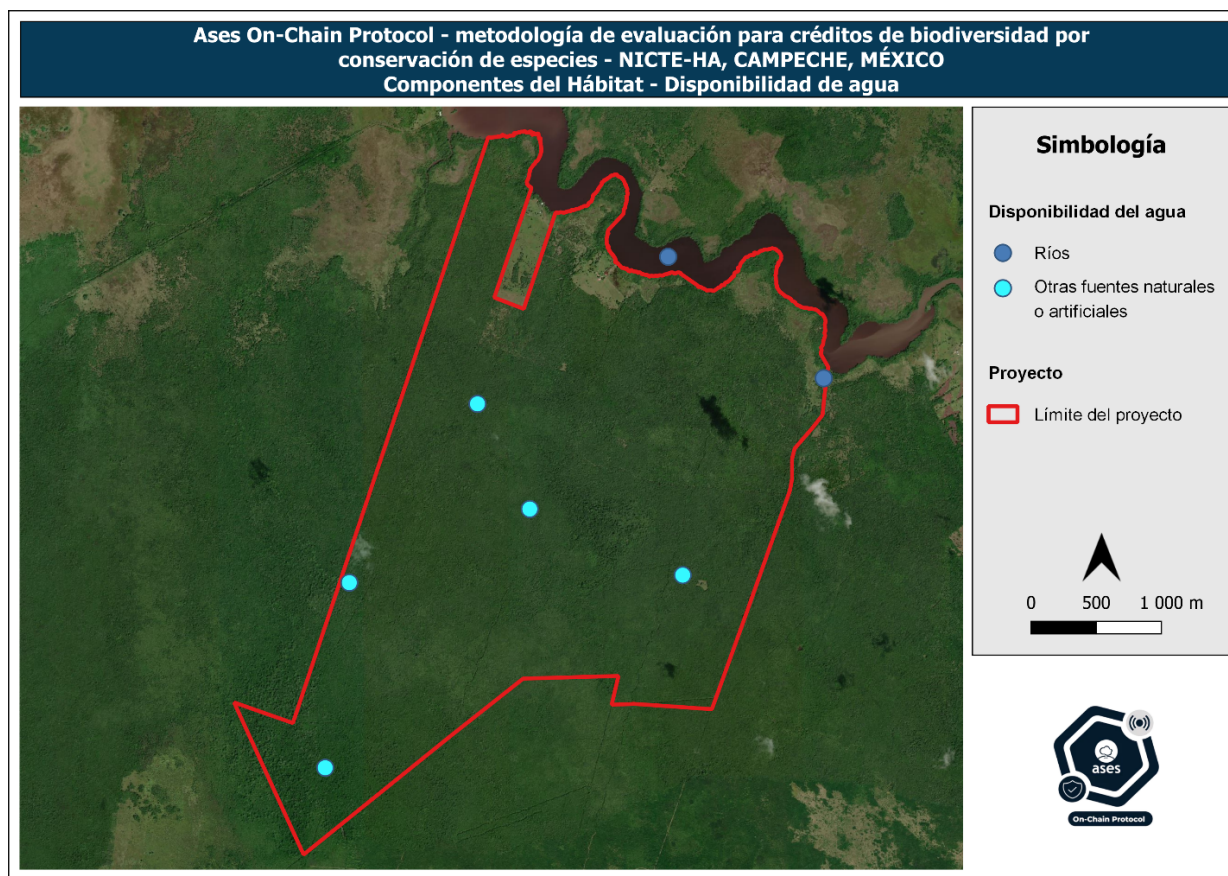 Ases On-Chain Protocol - metodología de evaluación para créditos de biodiversidad por
conservación de especies - NICTE-HA, CAMPECHE, MÉXICO
Componentes del Hábitat - Disponibilidad de agua
Simbología
Disponibilidad del agua
Ríos
Otras fuentes naturales
o artificiales
Proyecto
Límite del proyecto
0 500 1 000 m
ases
On-Chain Protocol